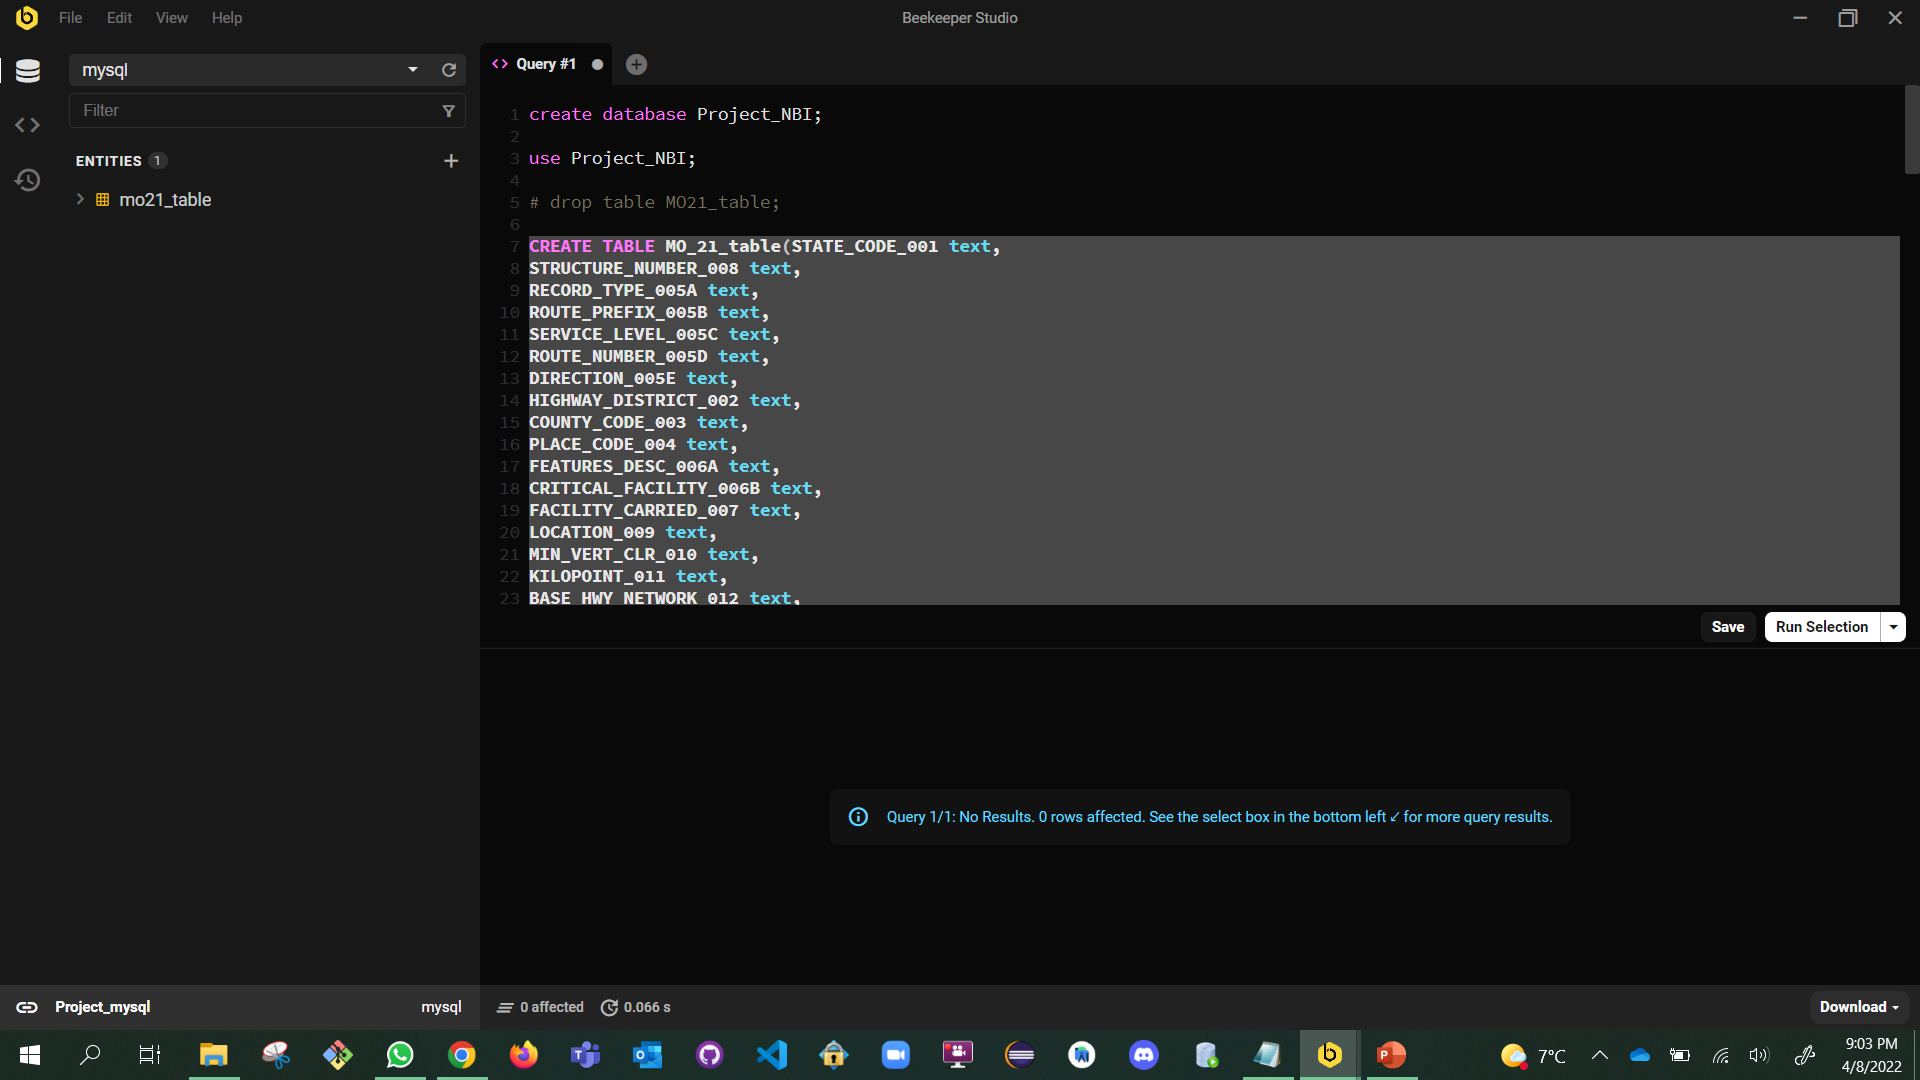 File Edit View Help
Beekeeper Studio
mysql
Filter
ENTITIES 1
mo21_table
Query #1
1 create database Project_NBI;
2
3 use Project_NBI;
4
5 # drop table MO21_table;
6
7 CREATE TABLE MO_21_table(STATE_CODE_001 text,
8 STRUCTURE_NUMBER_008 text,
9 RECORD_TYPE_005A text,
10 ROUTE_PREFIX_005B text,
11 SERVICE_LEVEL_005C text,
12 ROUTE_NUMBER_005D text,
13 DIRECTION_005E text,
14 HIGHWAY_DISTRICT_002 text,
15 COUNTY_CODE_003 text,
16 PLACE_CODE_004 text,
17 FEATURES_DESC_006A text,
18 CRITICAL_FACILITY_006B text,
19 FACILITY_CARRIED_007 text,
20 LOCATION_009 text,
21 MIN_VERT_CLR_010 text,
22 KILOPOINT_011 text,
23 BASE_HWY_NETWORK_012 text,
Save Run Selection
Query 1/1: No Results. 0 rows affected. See the select box in the bottom left ↙ for more query results.
Project_mysql mysql 0 affected 0.066 s Download
7°C
9:03 PM
4/8/2022